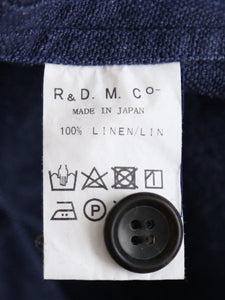 R & D. M. Co-
MADE IN JAPAN
100% LINEN/LIN